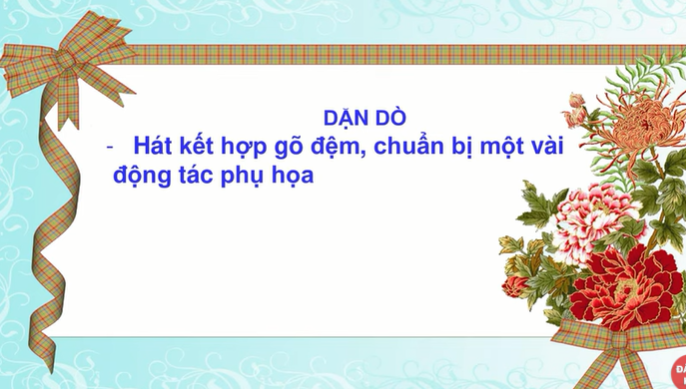 DẶN DÒ
- Hát kết hợp gõ đệm, chuẩn bị một vài
động tác phụ họa